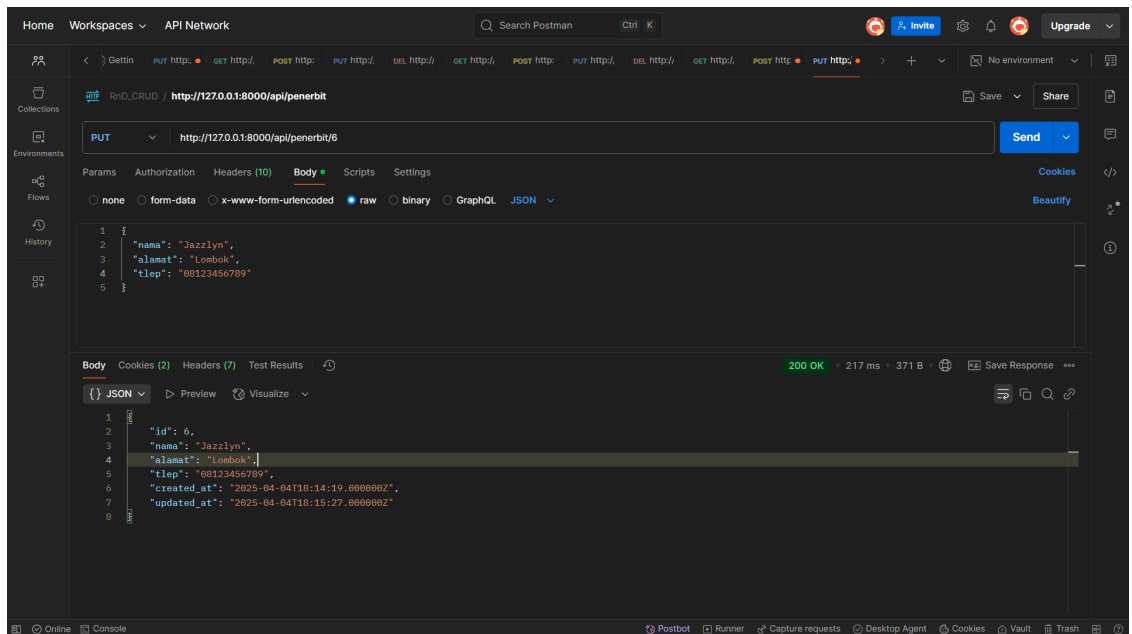 Home Workspaces API Network Search Postman Ctrl K Invite Upgrade
Gettin PUT http:, GET http:/, POST http: PUT http:/, DEL http:// GET http:/, POST http: PUT http:/, DEL http:// GET http:/, POST http: PUT http:/ No environment
Collections
Environments
Flows
History
HTTP RnD_CRUD / http://127.0.0.1:8000/api/penerbit Save Share
PUT http://127.0.0.1:8000/api/penerbit/6 Send
Params Authorization Headers (10) Body Scripts Settings Cookies
none form-data x-www-form-urlencoded raw binary GraphQL JSON Beautify
1 {
2 "nama": "Jazzlyn",
3 "alamat": "Lombok",
4 "tlep": "08123456789"
5 }
Body Cookies (2) Headers (7) Test Results 200 OK 217 ms 371 B Save Response
{} JSON Preview Visualize
1 {
2 "id": 6,
3 "nama": "Jazzlyn",
4 "alamat": "Lombok",
5 "tlep": "08123456789",
6 "created_at": "2025-04-04T18:14:19.000000Z",
7 "updated_at": "2025-04-04T18:15:27.000000Z"
8 }
Online Console Postbot Runner Capture requests Desktop Agent Cookies Vault Trash